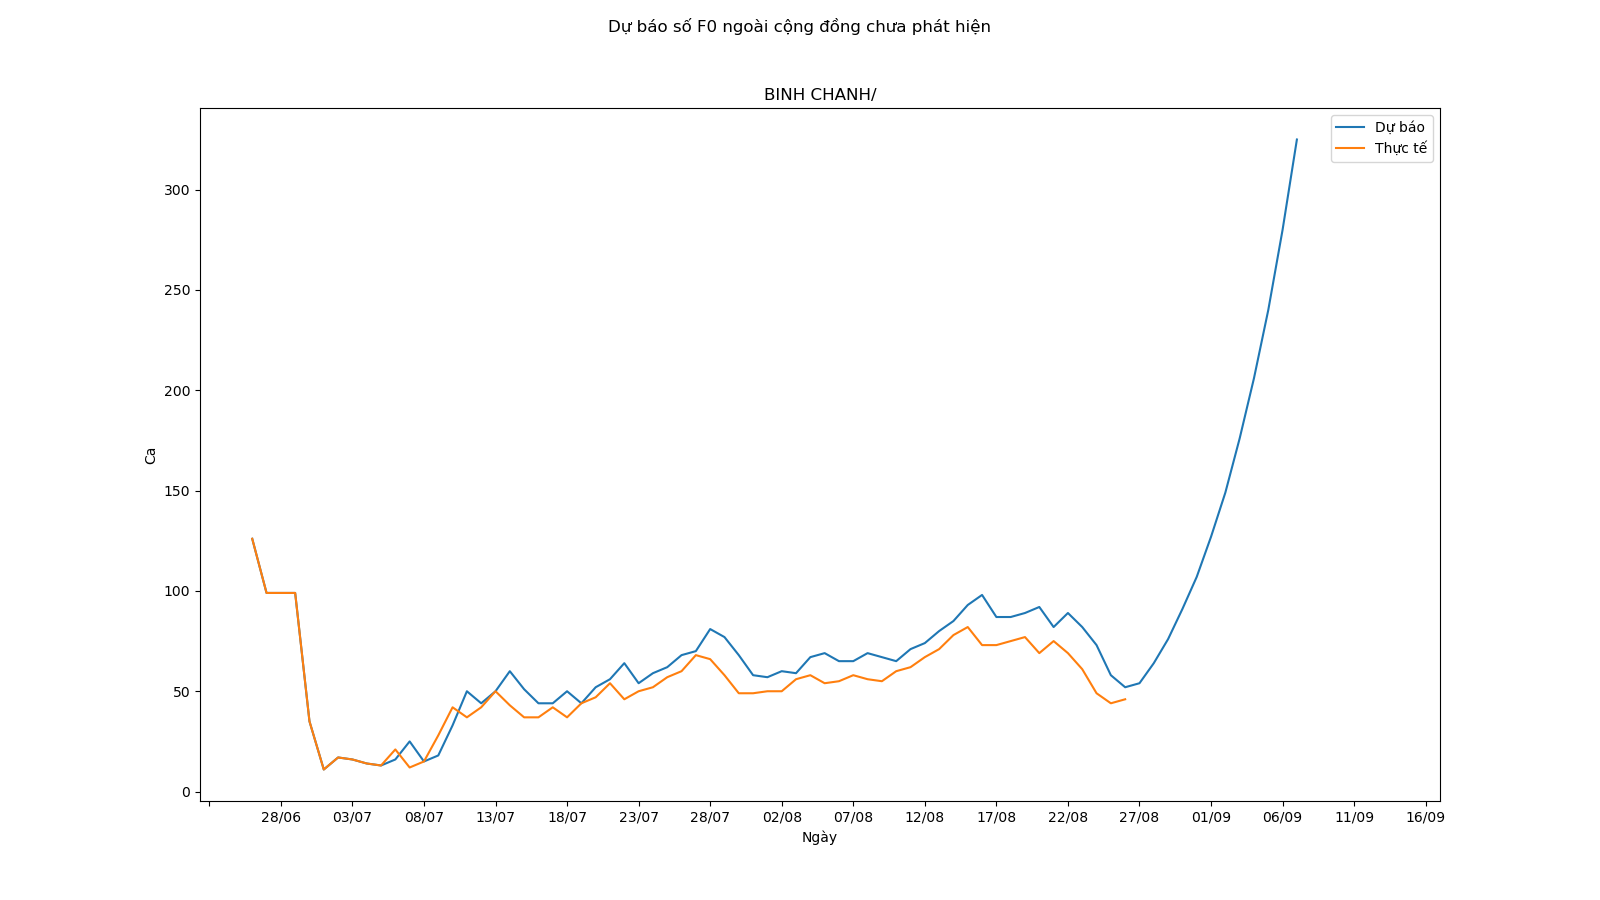 Dự báo số F0 ngoài cộng đồng chưa phát hiện
BINH CHANH/
Dự báo
Thực tế
300
250
200
150
100
50
0
Ca
28/06 03/07 08/07 13/07 18/07 23/07 28/07 02/08 07/08 12/08 17/08 22/08 27/08 01/09 06/09 11/09 16/09
Ngày